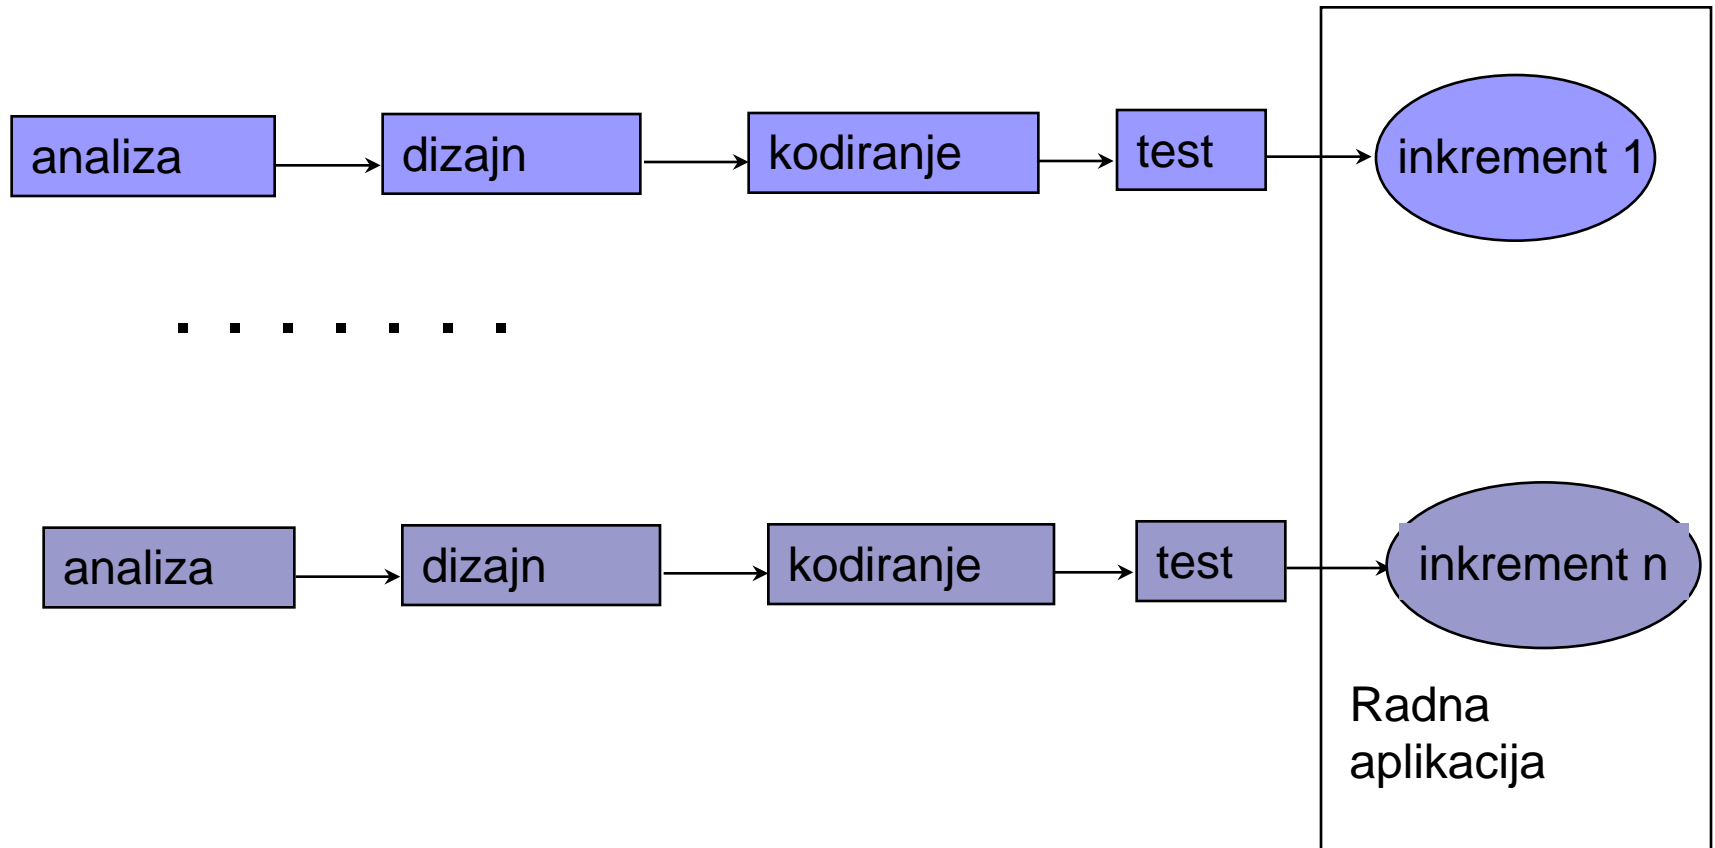 analiza
dizajn
kodiranje
test
inkrement 1
. . . . . . .
analiza
dizajn
kodiranje
test
inkrement n
Radna
aplikacija